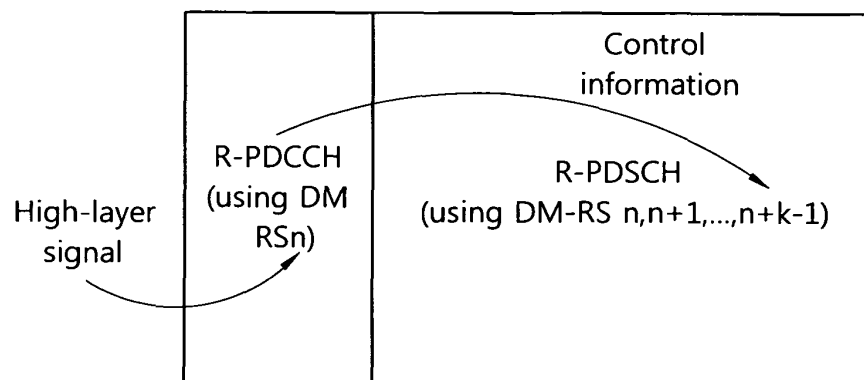 Control
information
R-PDCCH
(using DM
RSn)
R-PDSCH
(using DM-RS n,n+1,...,n+k-1)
High-layer
signal